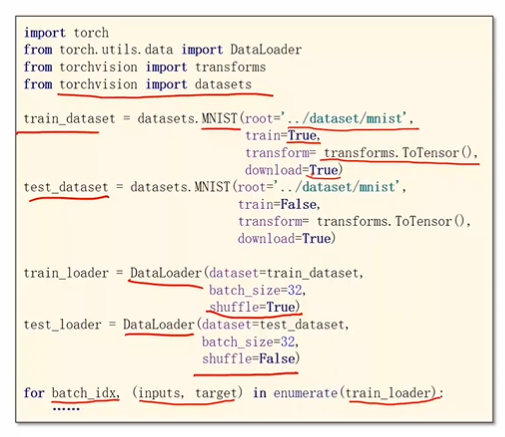 import torch
from torch.utils.data import DataLoader
from torchvision import transforms
from torchvision import datasets
train_dataset = datasets.MNIST(root='../dataset/mnist',
train=True,
transform= transforms.ToTensor(),
download=True)
test_dataset = datasets.MNIST(root='../dataset/mnist',
train=False,
transform= transforms.ToTensor(),
download=True)
train_loader = DataLoader(dataset=train_dataset,
batch_size=32,
shuffle=True)
test_loader = DataLoader(dataset=test_dataset,
batch_size=32,
shuffle=False)
for batch_idx, (inputs, target) in enumerate(train_loader):
……